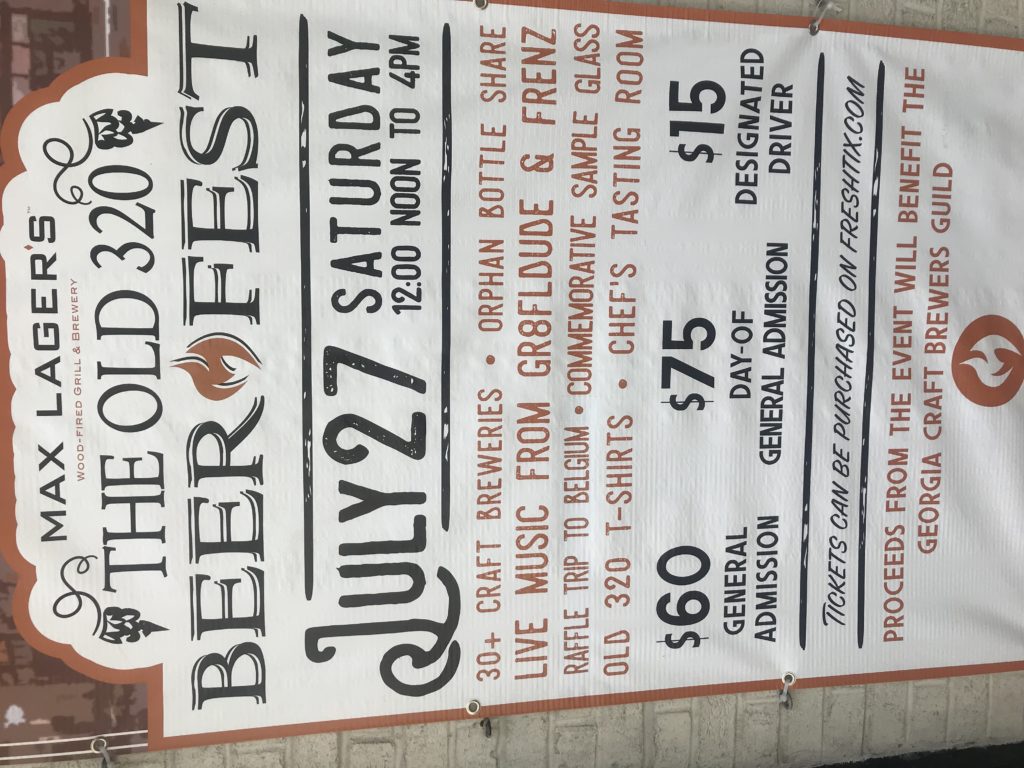 MAX LAGER'S™
WOOD-FIRED GRILL & BREWERY
THE OLD 320
BEER FEST
JULY 27 SATURDAY
12:00 NOON TO 4PM
30+ CRAFT BREWERIES • ORPHAN BOTTLE SHARE
LIVE MUSIC FROM GR8FLDUDE & FRENZ
RAFFLE TRIP TO BELGIUM • COMMEMORATIVE SAMPLE GLASS
OLD 320 T-SHIRTS • CHEF'S TASTING ROOM
$60 $75 $15
GENERAL DAY-OF DESIGNATED
ADMISSION GENERAL ADMISSION DRIVER
TICKETS CAN BE PURCHASED ON FRESHTIX.COM
PROCEEDS FROM THE EVENT WILL BENEFIT THE
GEORGIA CRAFT BREWERS GUILD